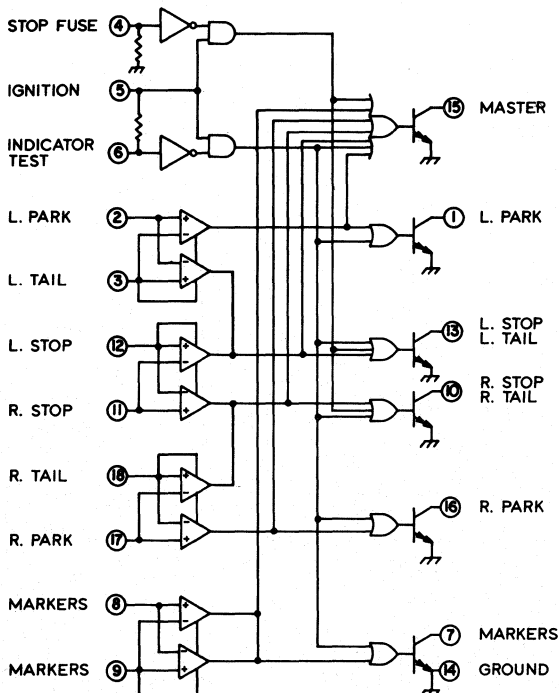 STOP FUSE 4
IGNITION 5
INDICATOR 6
TEST
L. PARK 2
L. TAIL 3
L. STOP 12
R. STOP 11
R. TAIL 18
R. PARK 17
MARKERS 8
MARKERS 9
+
−
−
+
+
−
−
+
+
−
−
+
+
−
−
+
15 MASTER
1 L. PARK
13 L. STOP
L. TAIL
10 R. STOP
R. TAIL
16 R. PARK
7 MARKERS
14 GROUND